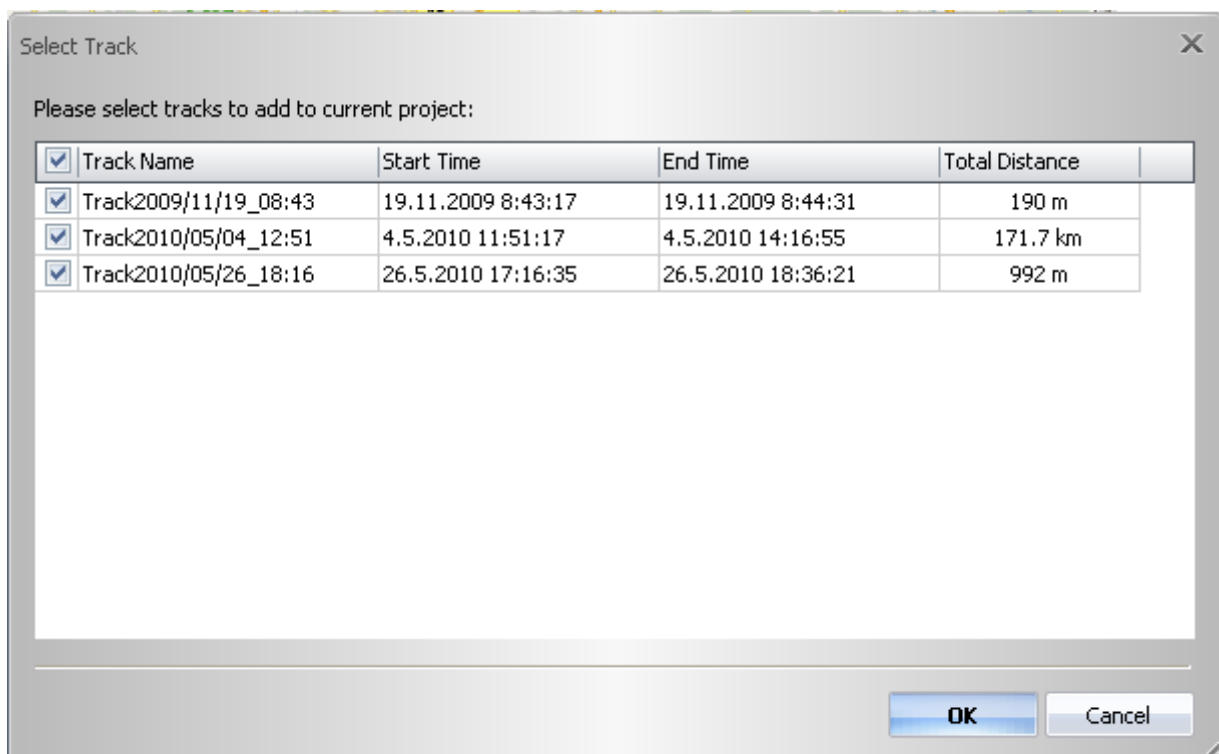 Select Track
Please select tracks to add to current project:
Track Name Start Time End Time Total Distance
Track2009/11/19_08:43 19.11.2009 8:43:17 19.11.2009 8:44:31 190 m
Track2010/05/04_12:51 4.5.2010 11:51:17 4.5.2010 14:16:55 171.7 km
Track2010/05/26_18:16 26.5.2010 17:16:35 26.5.2010 18:36:21 992 m
OK Cancel